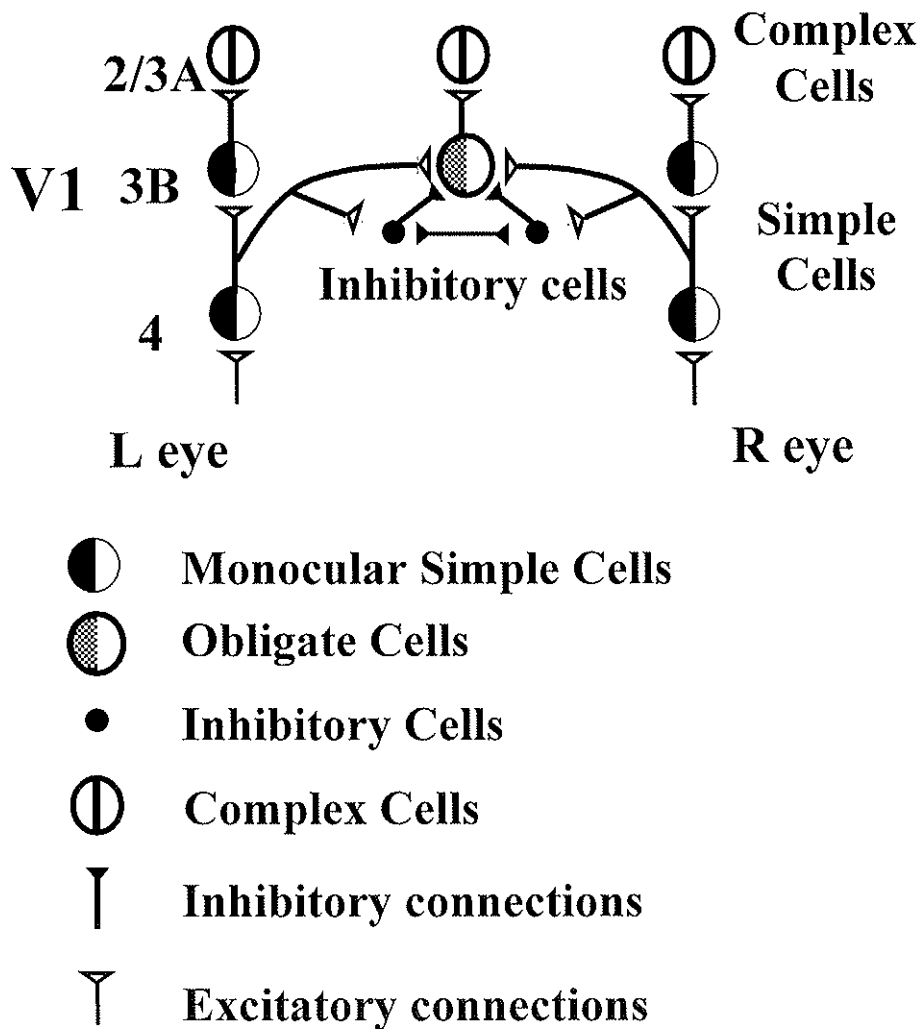 Complex
Cells
2/3A
V1
3B
Simple
Cells
Inhibitory cells
4
L eye
R eye
Monocular Simple Cells
Obligate Cells
Inhibitory Cells
Complex Cells
Inhibitory connections
Excitatory connections